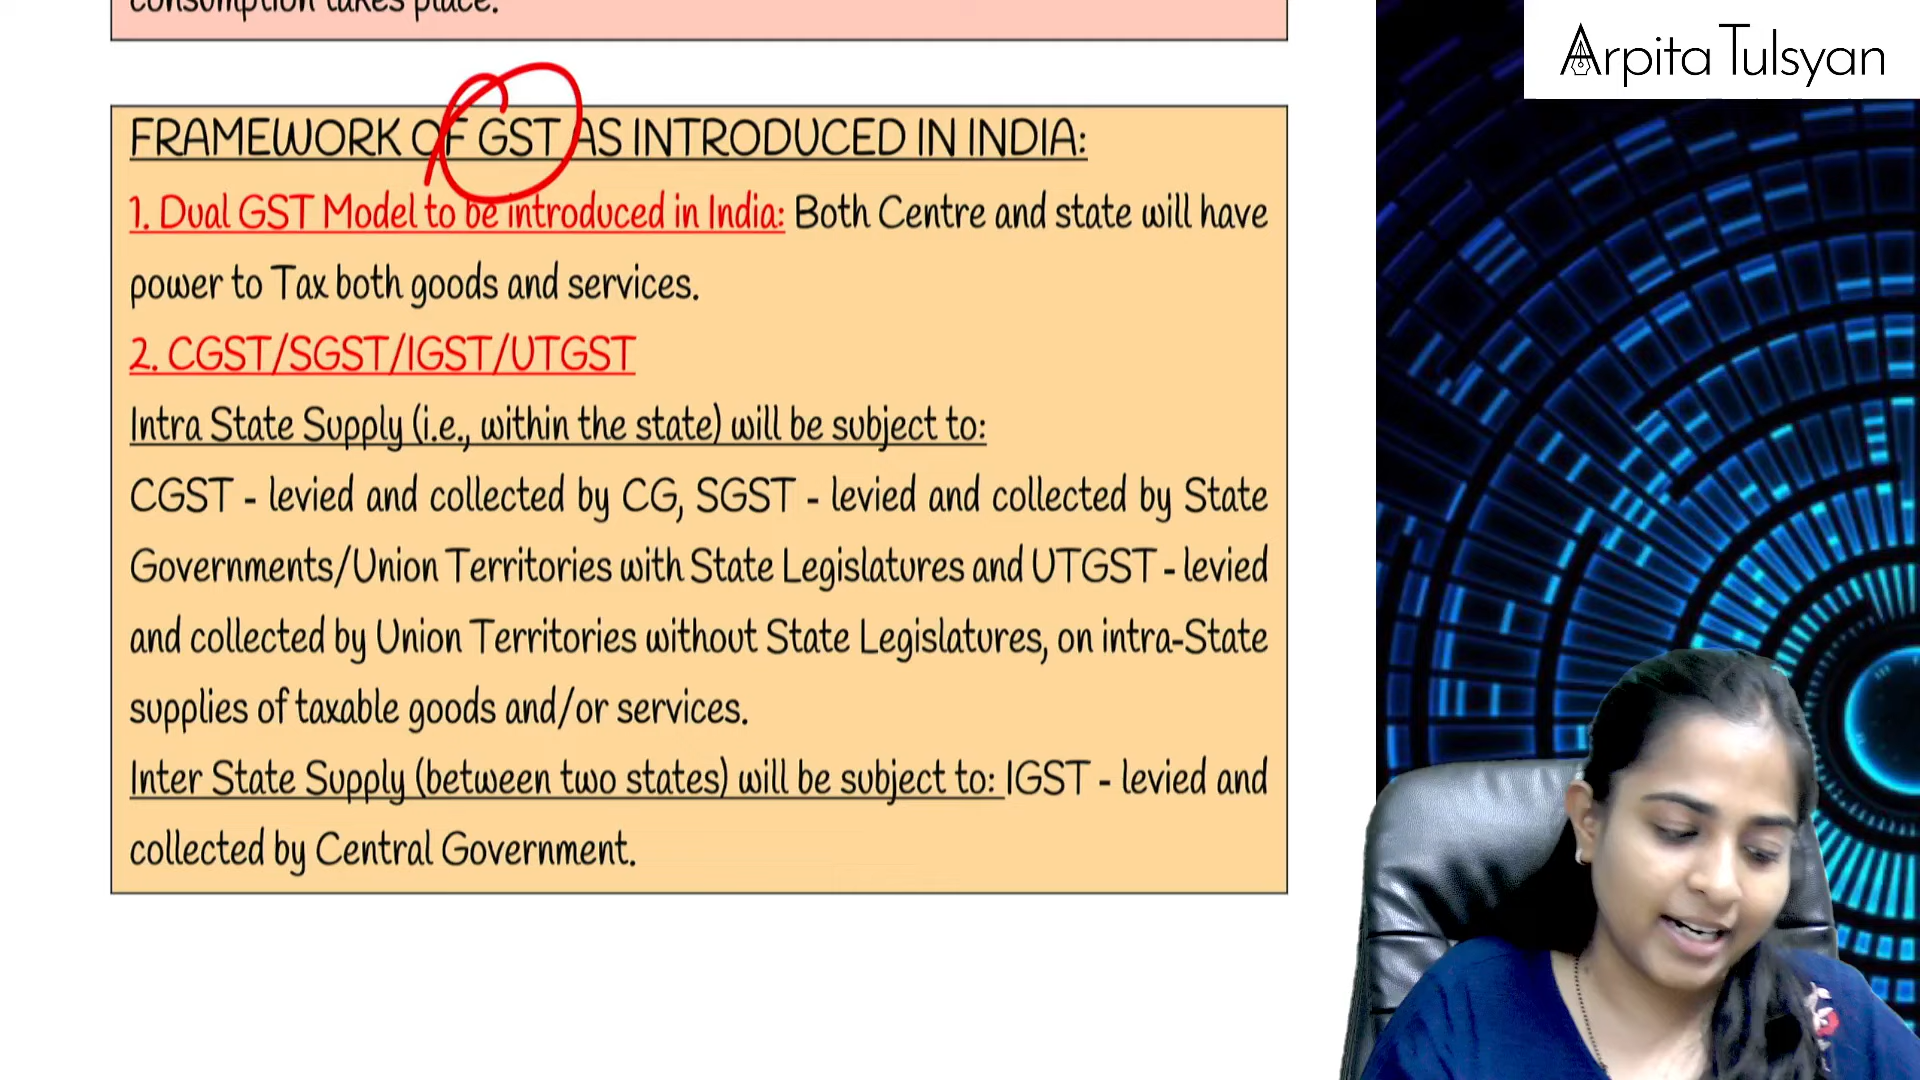 consumption takes place.
Arpita Tulsyan
FRAMEWORK OF GST AS INTRODUCED IN INDIA:
1. Dual GST Model to be introduced in India: Both Centre and state will have
power to Tax both goods and services.
2. CGST/SGST/IGST/UTGST
Intra State Supply (i.e., within the state) will be subject to:
CGST - levied and collected by CG, SGST - levied and collected by State
Governments/Union Territories with State Legislatures and UTGST - levied
and collected by Union Territories without State Legislatures, on intra-State
supplies of taxable goods and/or services.
Inter State Supply (between two states) will be subject to: IGST - levied and
collected by Central Government.